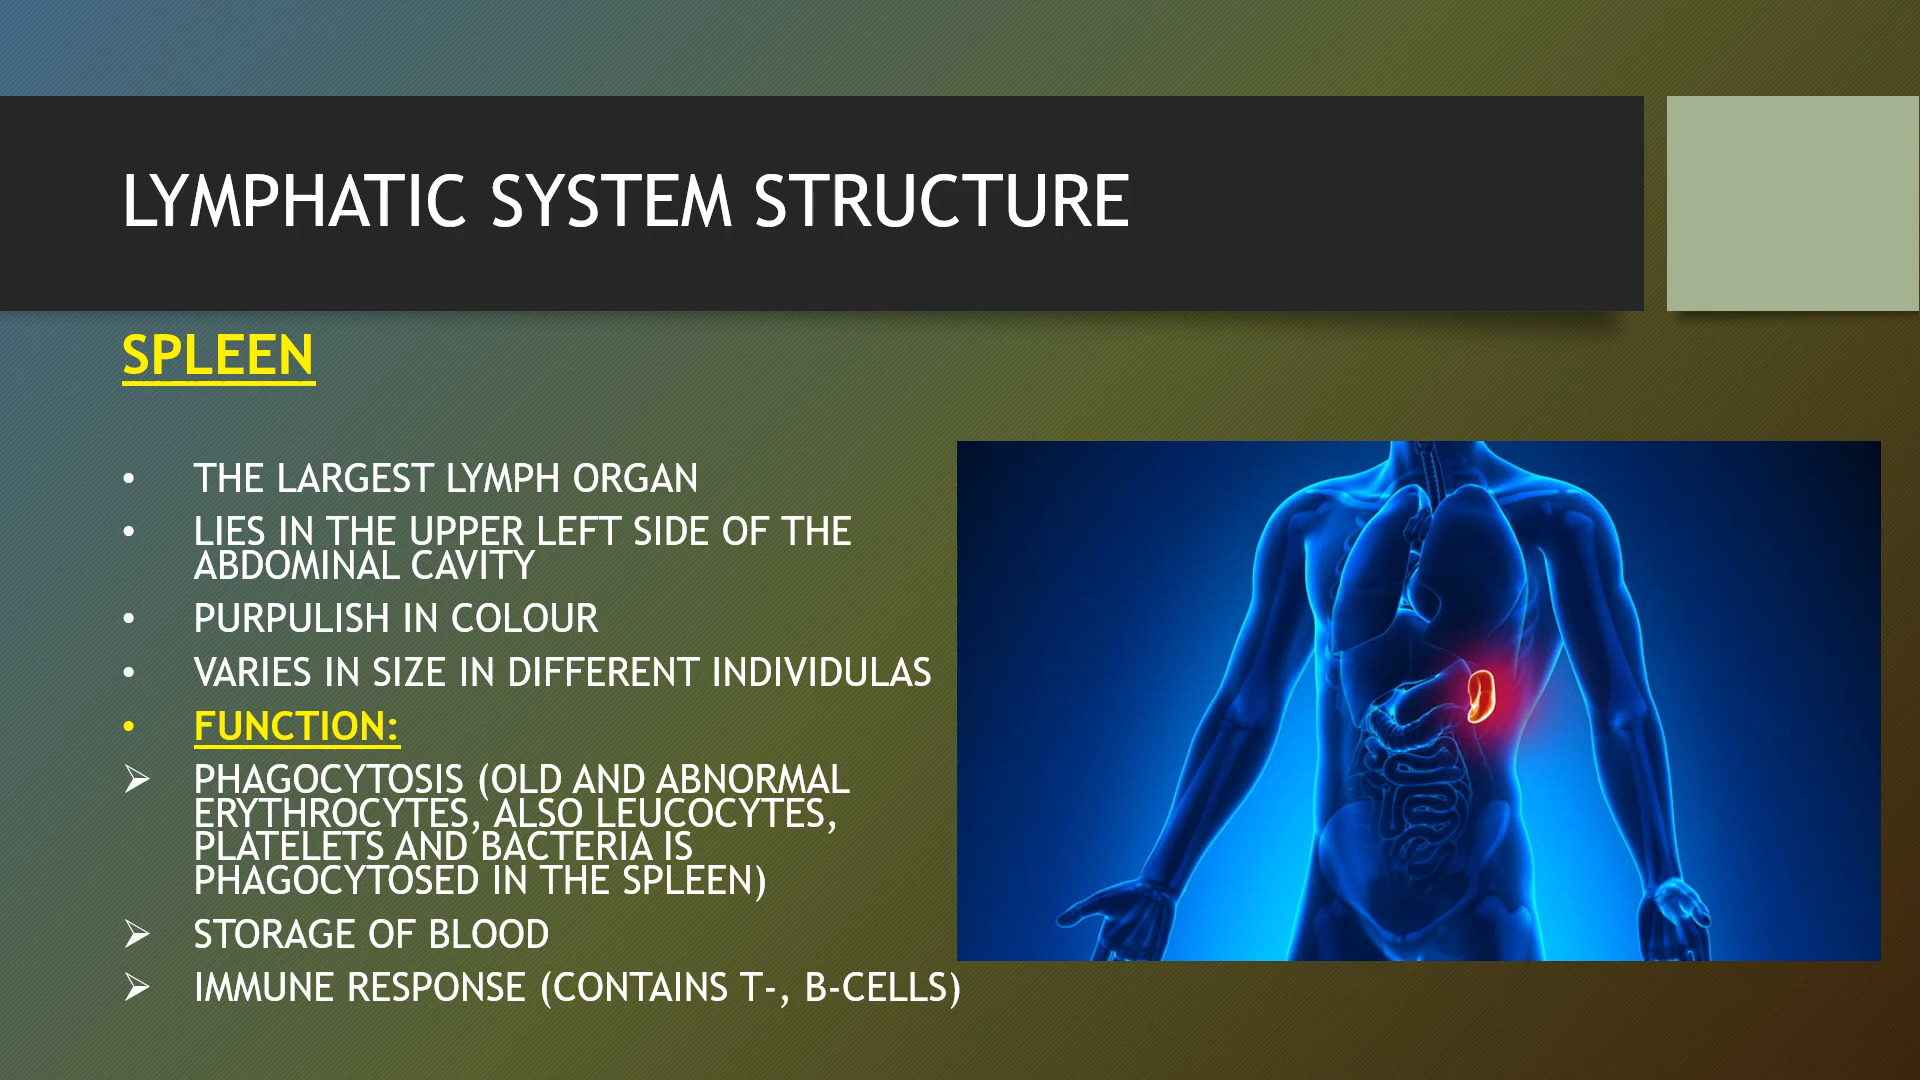 LYMPHATIC SYSTEM STRUCTURE
SPLEEN
• THE LARGEST LYMPH ORGAN
• LIES IN THE UPPER LEFT SIDE OF THE
ABDOMINAL CAVITY
• PURPULISH IN COLOUR
• VARIES IN SIZE IN DIFFERENT INDIVIDULAS
• FUNCTION:
➢ PHAGOCYTOSIS (OLD AND ABNORMAL
ERYTHROCYTES, ALSO LEUCOCYTES,
PLATELETS AND BACTERIA IS
PHAGOCYTOSED IN THE SPLEEN)
➢ STORAGE OF BLOOD
➢ IMMUNE RESPONSE (CONTAINS T-, B-CELLS)